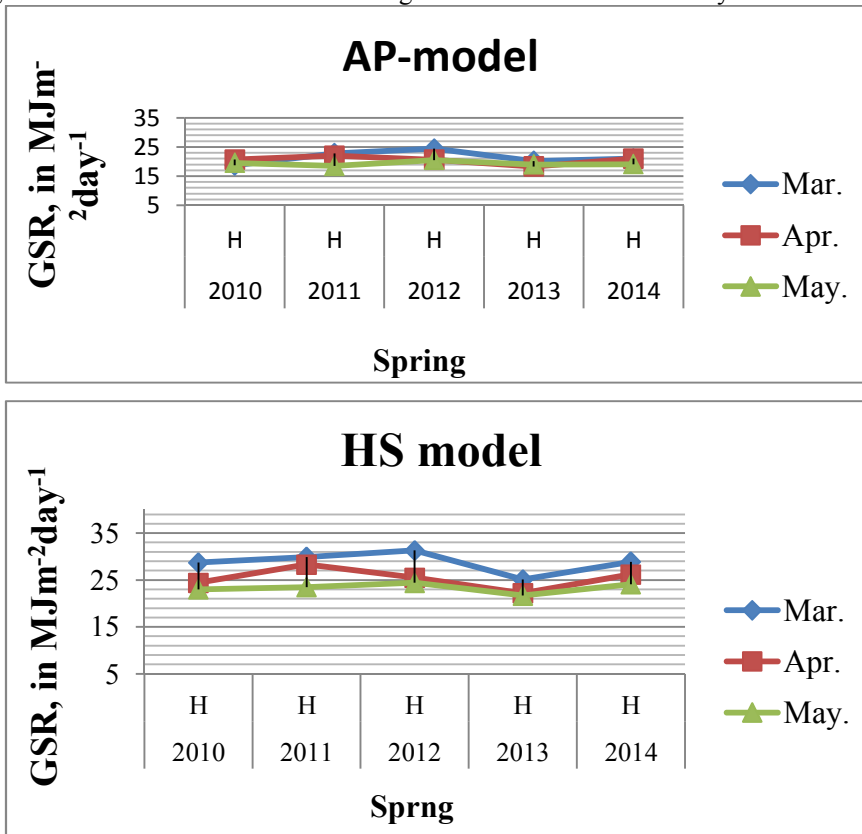 AP-model
GSR, in MJm-
2day-1
35
25
15
5
H H H H H
2010 2011 2012 2013 2014
Spring
Mar.
Apr.
May.
HS model
GSR, in MJm-2day-1
35
25
15
5
H H H H H
2010 2011 2012 2013 2014
Sprng
Mar.
Apr.
May.